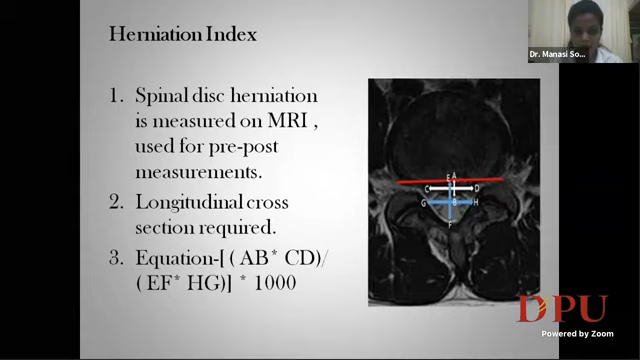 Herniation Index
Dr. Manasi So...
1. Spinal disc herniation
is measured on MRI ,
used for pre-post
measurements.
2. Longitudinal cross
section required.
3. Equation-[ ( AB* CD)/
( EF* HG)] * 1000
E A
C D
G B H
F
DPU
Powered by Zoom